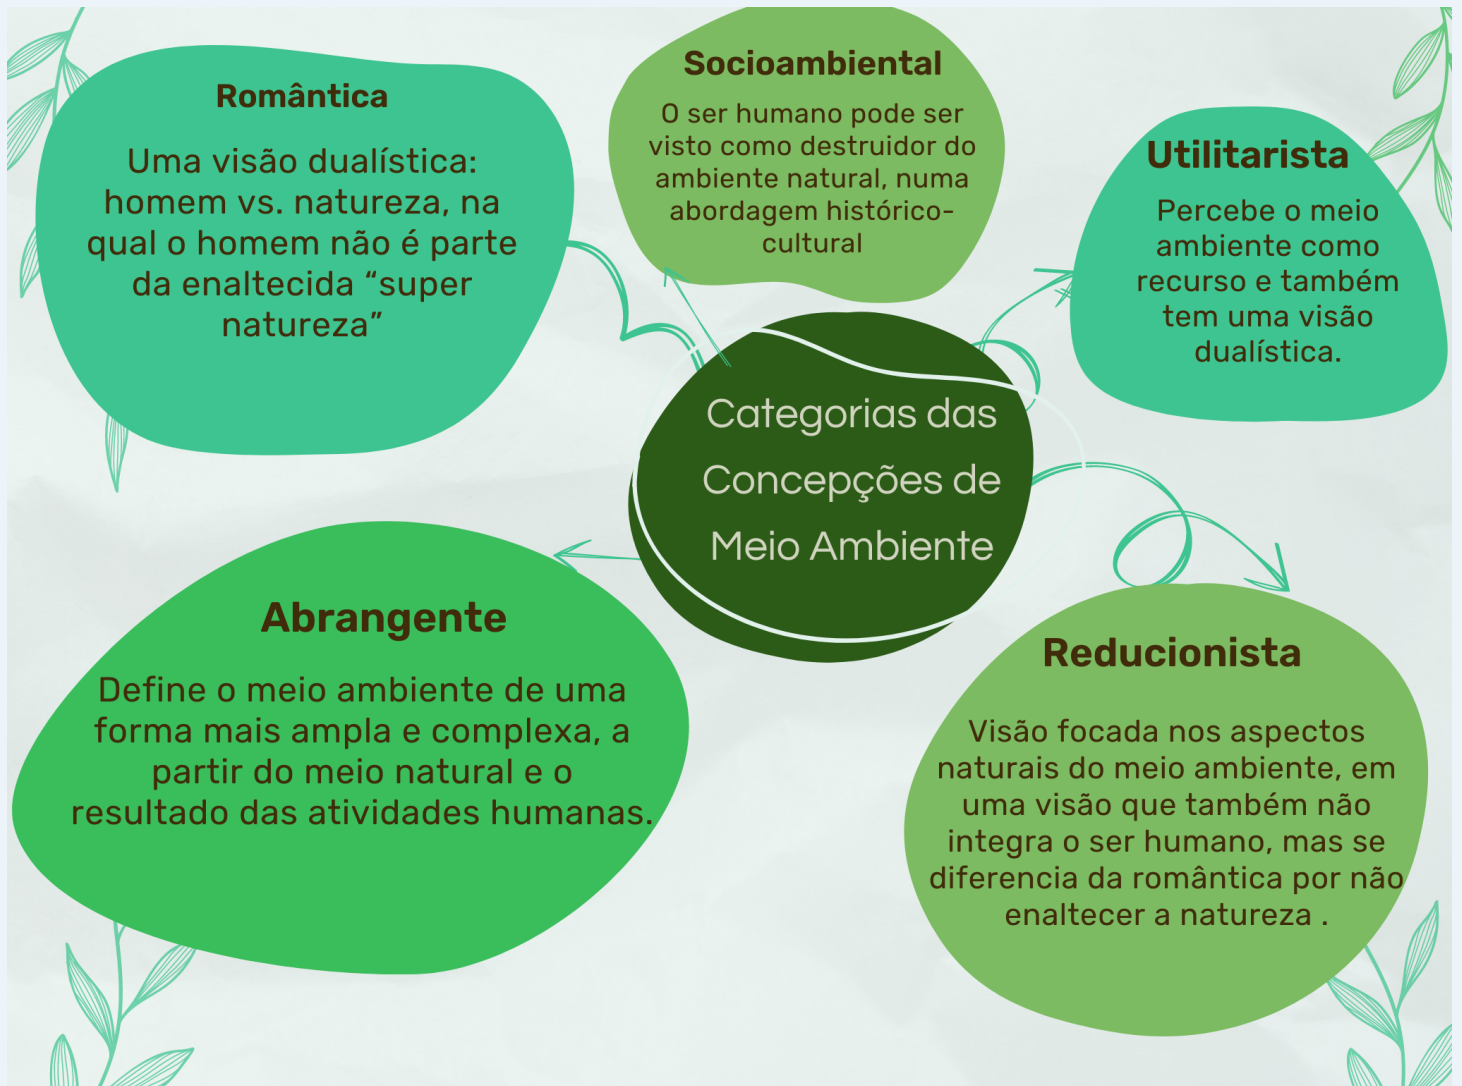 Romântica
Uma visão dualística:
homem vs. natureza, na
qual o homem não é parte
da enaltecida “super
natureza”
Socioambiental
O ser humano pode ser
visto como destruidor do
ambiente natural, numa
abordagem histórico-
cultural
Utilitarista
Percebe o meio
ambiente como
recurso e também
tem uma visão
dualística.
Categorias das
Concepções de
Meio Ambiente
Abrangente
Define o meio ambiente de uma
forma mais ampla e complexa, a
partir do meio natural e o
resultado das atividades humanas.
Reducionista
Visão focada nos aspectos
naturais do meio ambiente, em
uma visão que também não
integra o ser humano, mas se
diferencia da romântica por não
enaltecer a natureza .